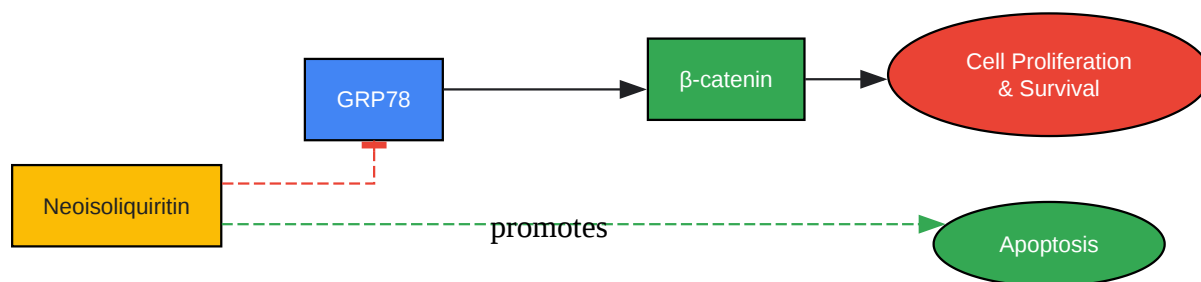 Cell Proliferation
& Survival
β-catenin
GRP78
Neoisoliquiritin
promotes
Apoptosis